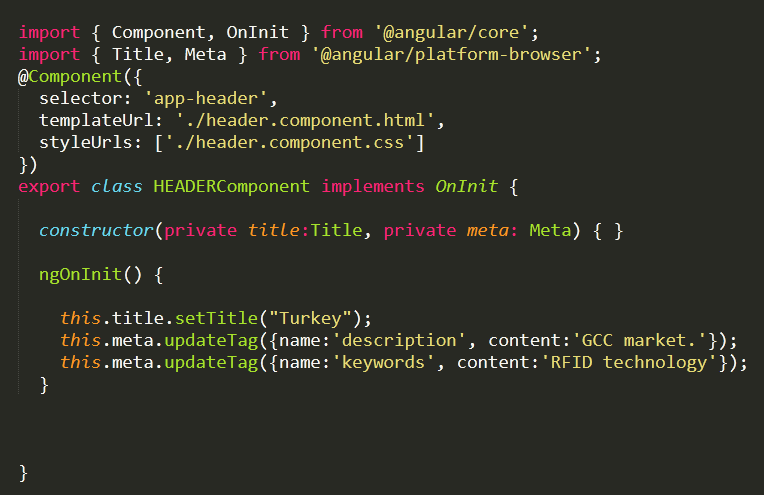 import { Component, OnInit } from '@angular/core';
import { Title, Meta } from '@angular/platform-browser';
@Component({
  selector: 'app-header',
  templateUrl: './header.component.html',
  styleUrls: ['./header.component.css']
})
export class HEADERComponent implements OnInit {
  constructor(private title:Title, private meta: Meta) { }
  ngOnInit() {
    this.title.setTitle("Turkey");
    this.meta.updateTag({name:'description', content:'GCC market.'});
    this.meta.updateTag({name:'keywords', content:'RFID technology'});
  }
}